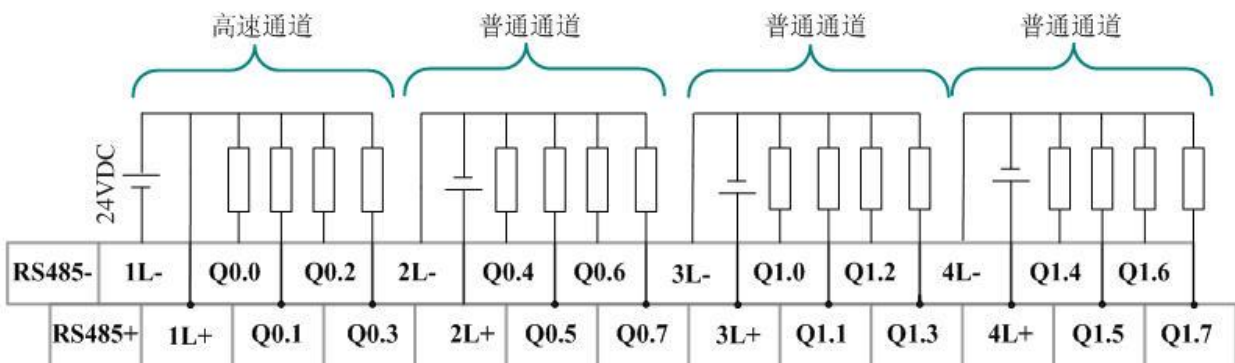 高速通道 普通通道 普通通道 普通通道
24VDC
RS485- 1L- Q0.0 Q0.2 2L- Q0.4 Q0.6 3L- Q1.0 Q1.2 4L- Q1.4 Q1.6
RS485+ 1L+ Q0.1 Q0.3 2L+ Q0.5 Q0.7 3L+ Q1.1 Q1.3 4L+ Q1.5 Q1.7